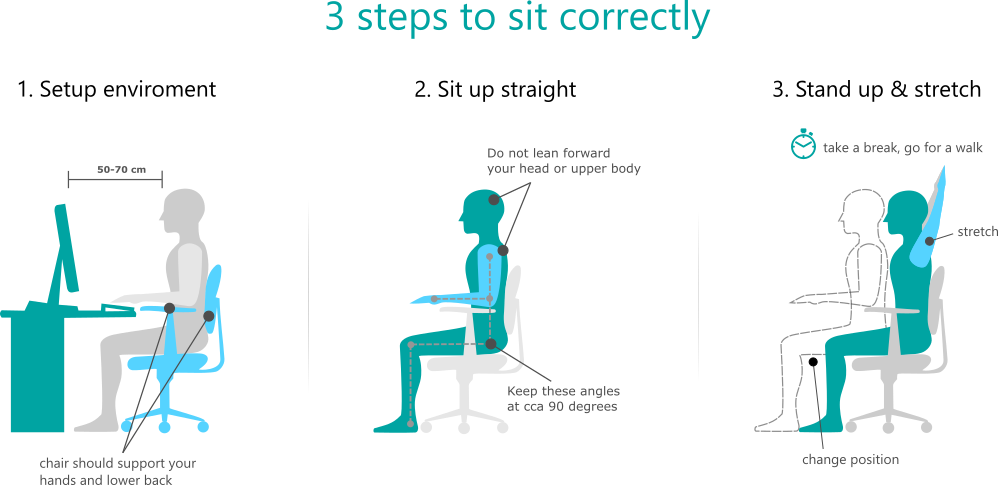 3 steps to sit correctly
1. Setup enviroment
2. Sit up straight
3. Stand up & stretch
50-70 cm
chair should support your
hands and lower back
Do not lean forward
your head or upper body
Keep these angles
at cca 90 degrees
take a break, go for a walk
stretch
change position